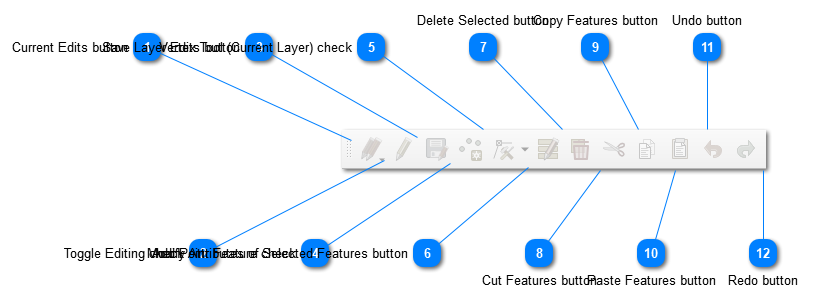 Delete Selected button
Copy Features button
Undo button
Current Edits button
1
Save Layer Edits button
3
Vertex Tool (Current Layer) check
5
7
9
11
Toggle Editing
2
Add Point Feature check
4
Modify Attributes of Selected Features button
6
8
10
12
Cut Features button
Paste Features button
Redo button